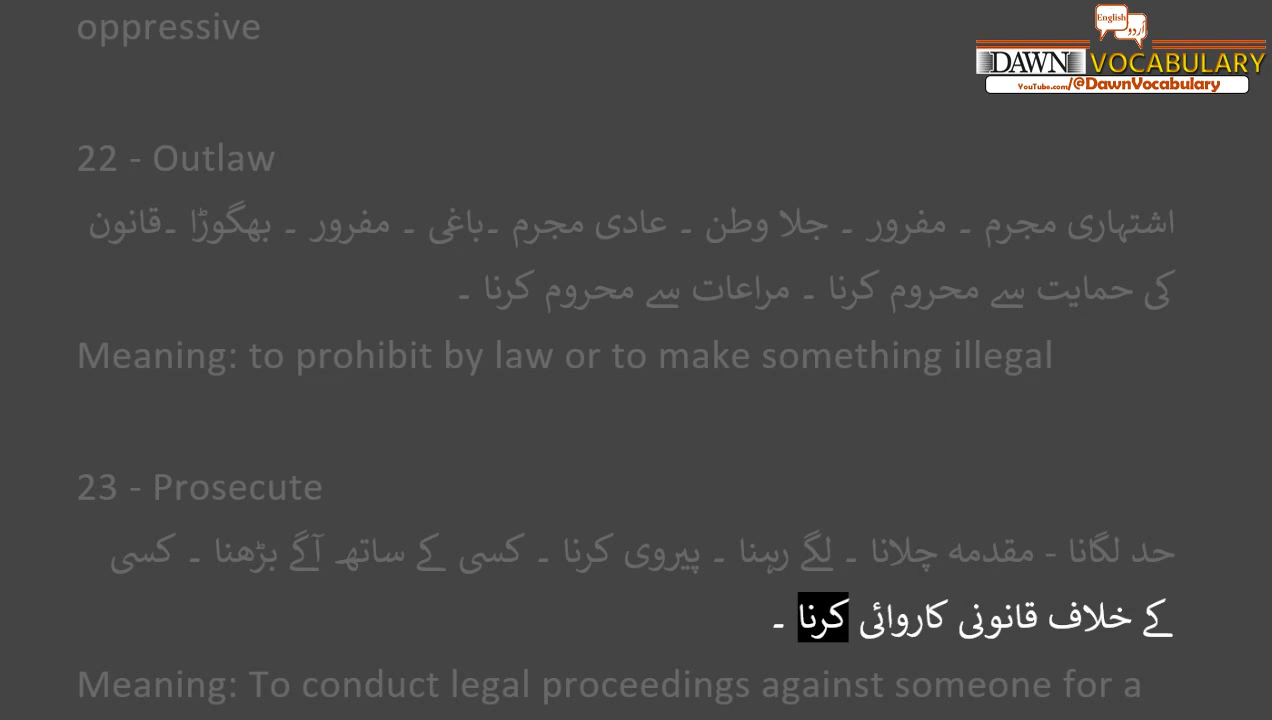 oppressive
English
اُردو
DAWN VOCABULARY
YouTube.com/@DawnVocabulary
22 - Outlaw
اشتہاری مجرم ۔ مفرور ۔ جلا وطن ۔ عادی مجرم ۔باغی ۔ مفرور ۔ بھگوڑا ۔قانون
کی حمایت سے محروم کرنا ۔ مراعات سے محروم کرنا ۔
Meaning: to prohibit by law or to make something illegal
23 - Prosecute
حد لگانا - مقدمہ چلانا ۔ لگے رہنا ۔ پیروی کرنا ۔ کسی کے ساتھ آگے بڑھنا ۔ کسی
کے خلاف قانونی کاروائی کرنا ۔
Meaning: To conduct legal proceedings against someone for a